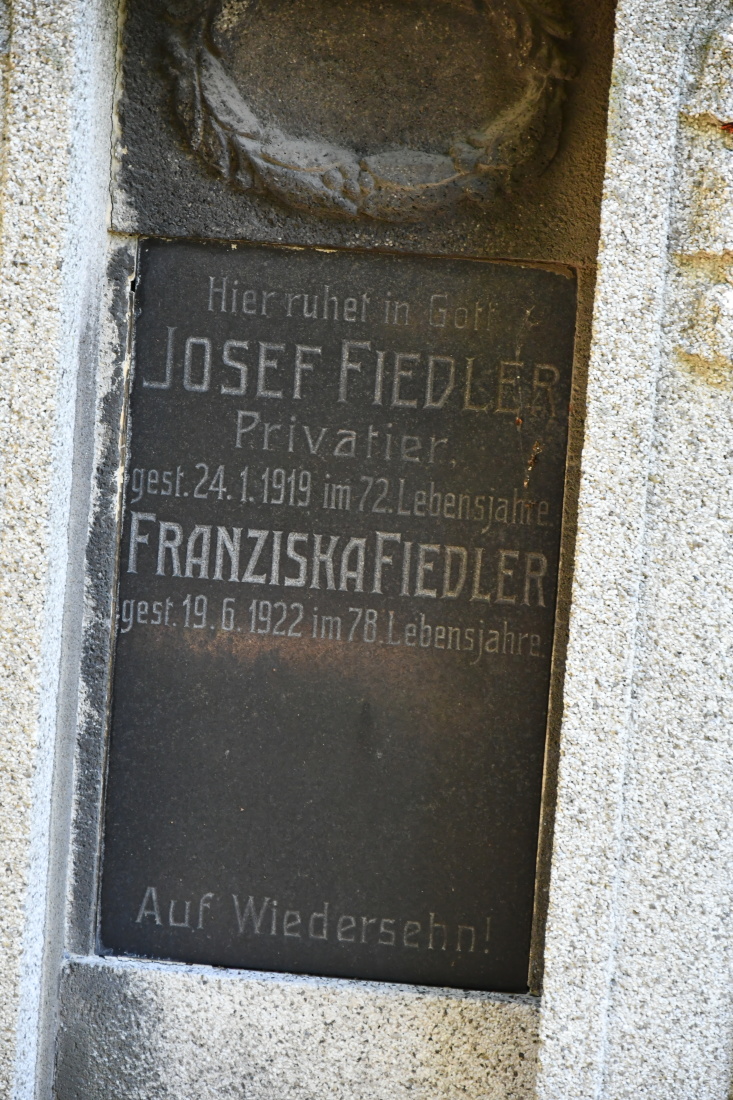 Hier ruhet in Gott
JOSEF FIEDLER
Privatier,
gest. 24.1.1919 im 72. Lebensjahre.
FRANZISKA FIEDLER
gest. 19.6.1922 im 78. Lebensjahre.
Auf Wiedersehn!